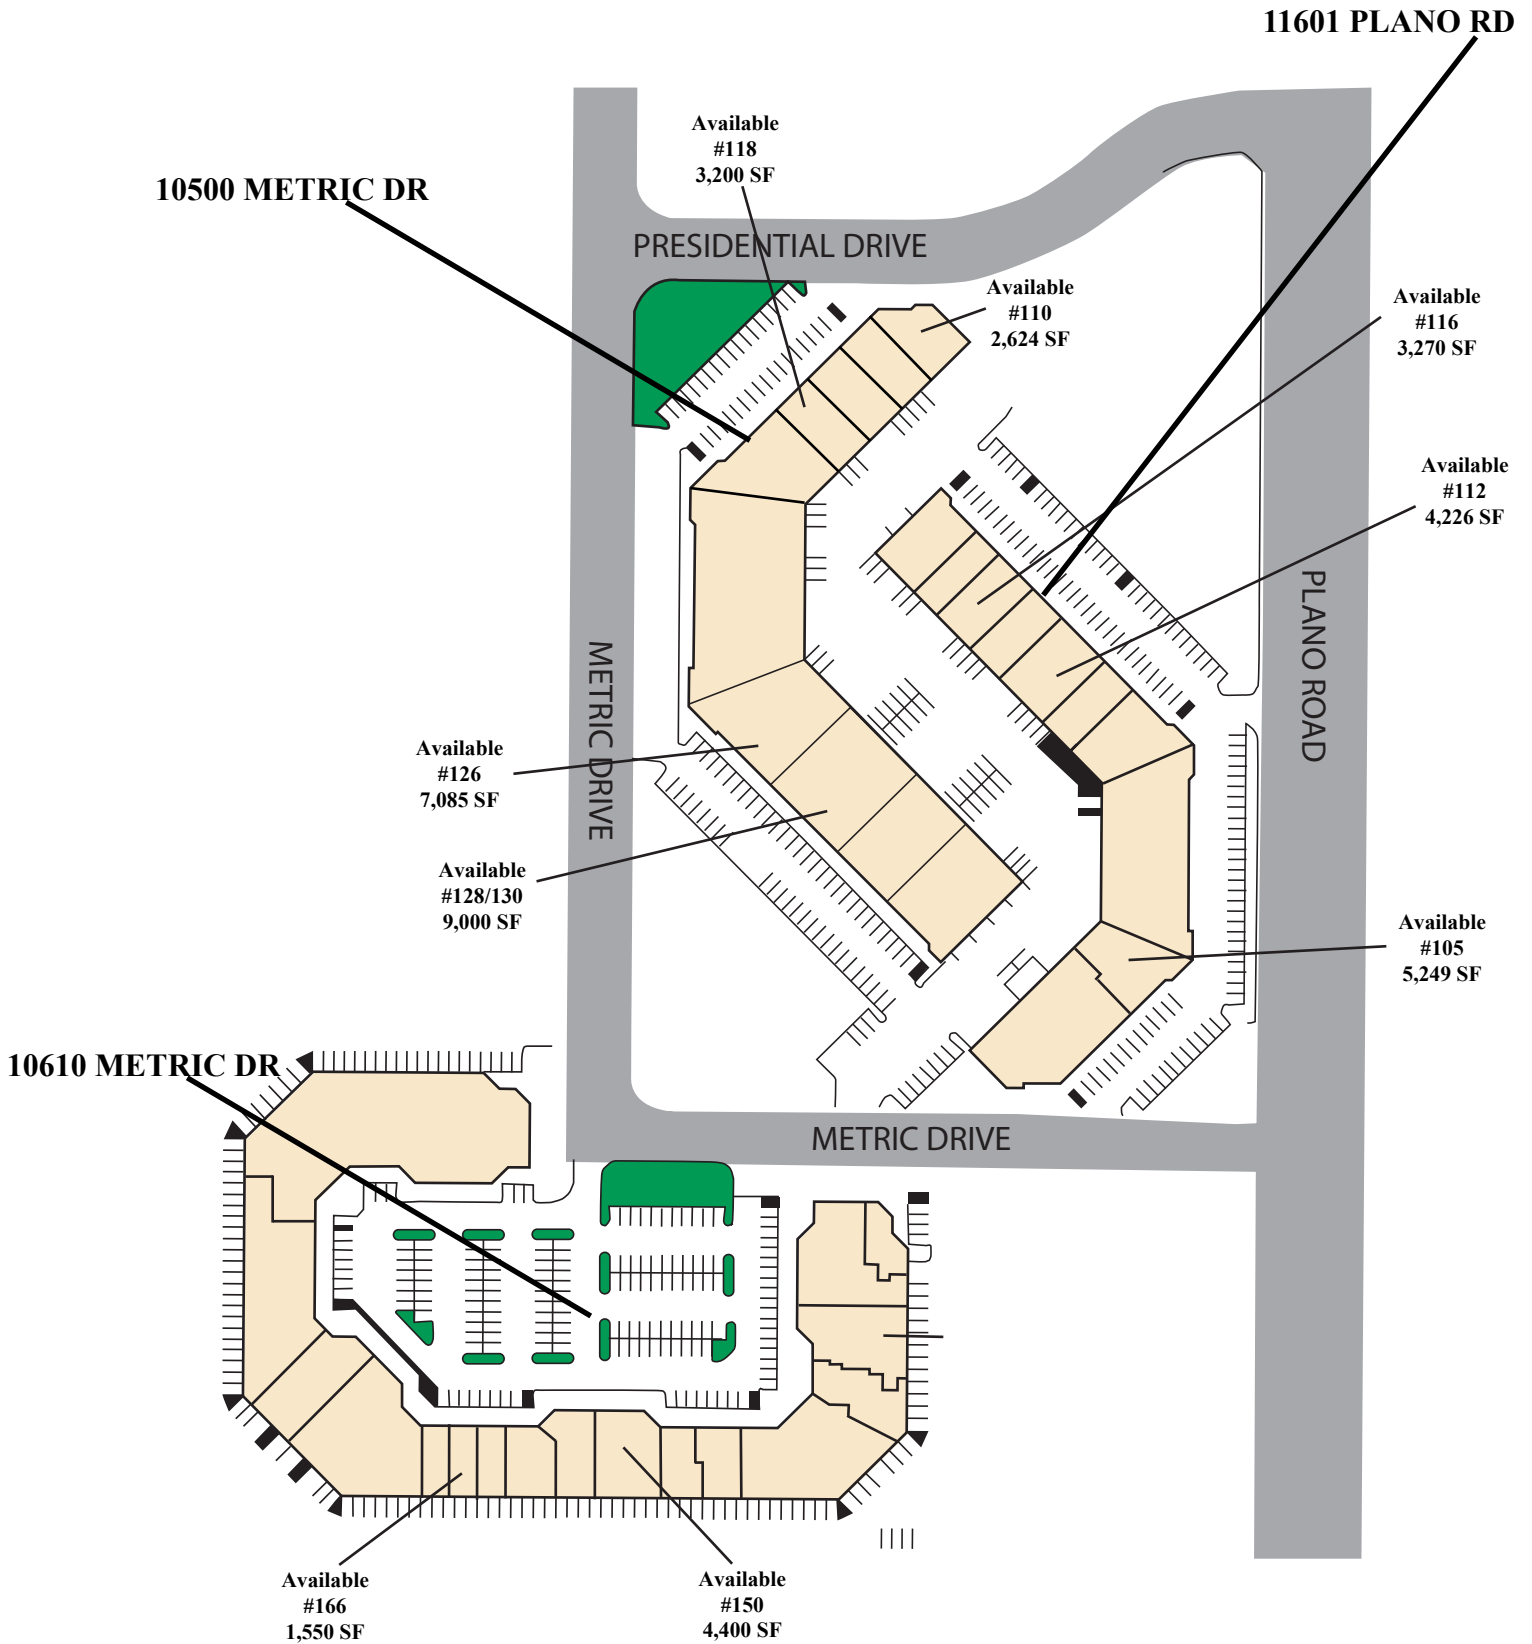 11601 PLANO RD
Available
#118
3,200 SF
10500 METRIC DR
PRESIDENTIAL DRIVE
Available
#110
2,624 SF
Available
#116
3,270 SF
Available
#112
4,226 SF
PLANO ROAD
METRIC DRIVE
Available
#126
7,085 SF
Available
#128/130
9,000 SF
Available
#105
5,249 SF
10610 METRIC DR
METRIC DRIVE
Available
#166
1,550 SF
Available
#150
4,400 SF